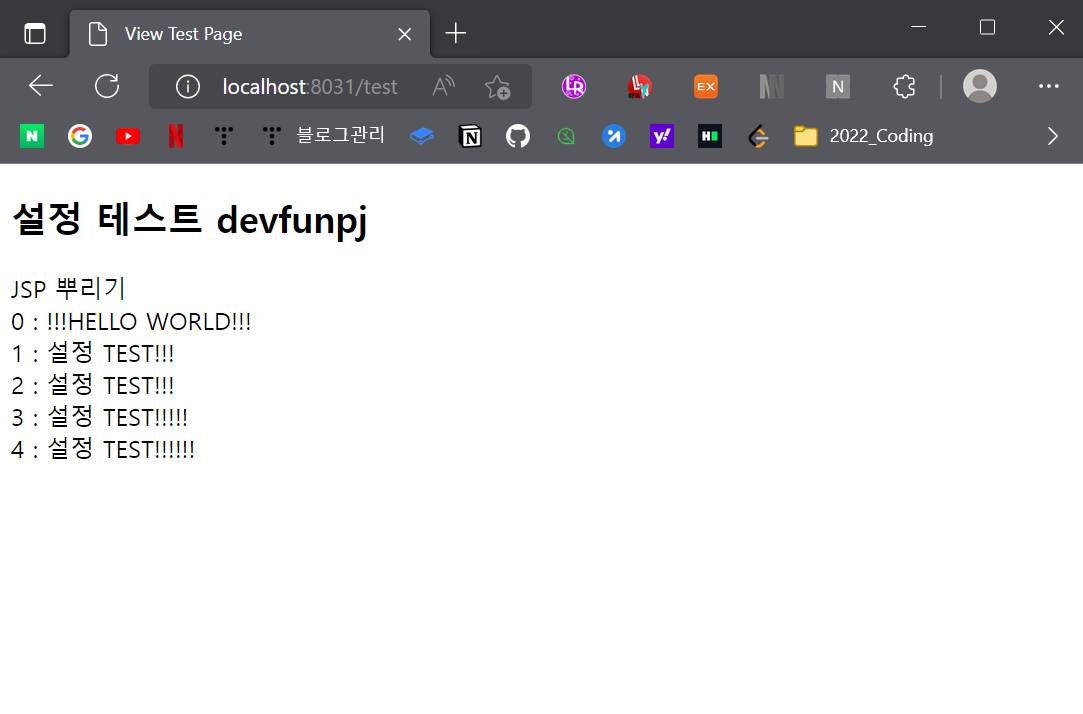 View Test Page
localhost:8031/test
LR
EX
N
N
N
블로그관리
N
y!
H
2022_Coding
설정 테스트 devfunpj
JSP 뿌리기
0 : !!!HELLO WORLD!!!
1 : 설정 TEST!!!
2 : 설정 TEST!!!
3 : 설정 TEST!!!!!
4 : 설정 TEST!!!!!!